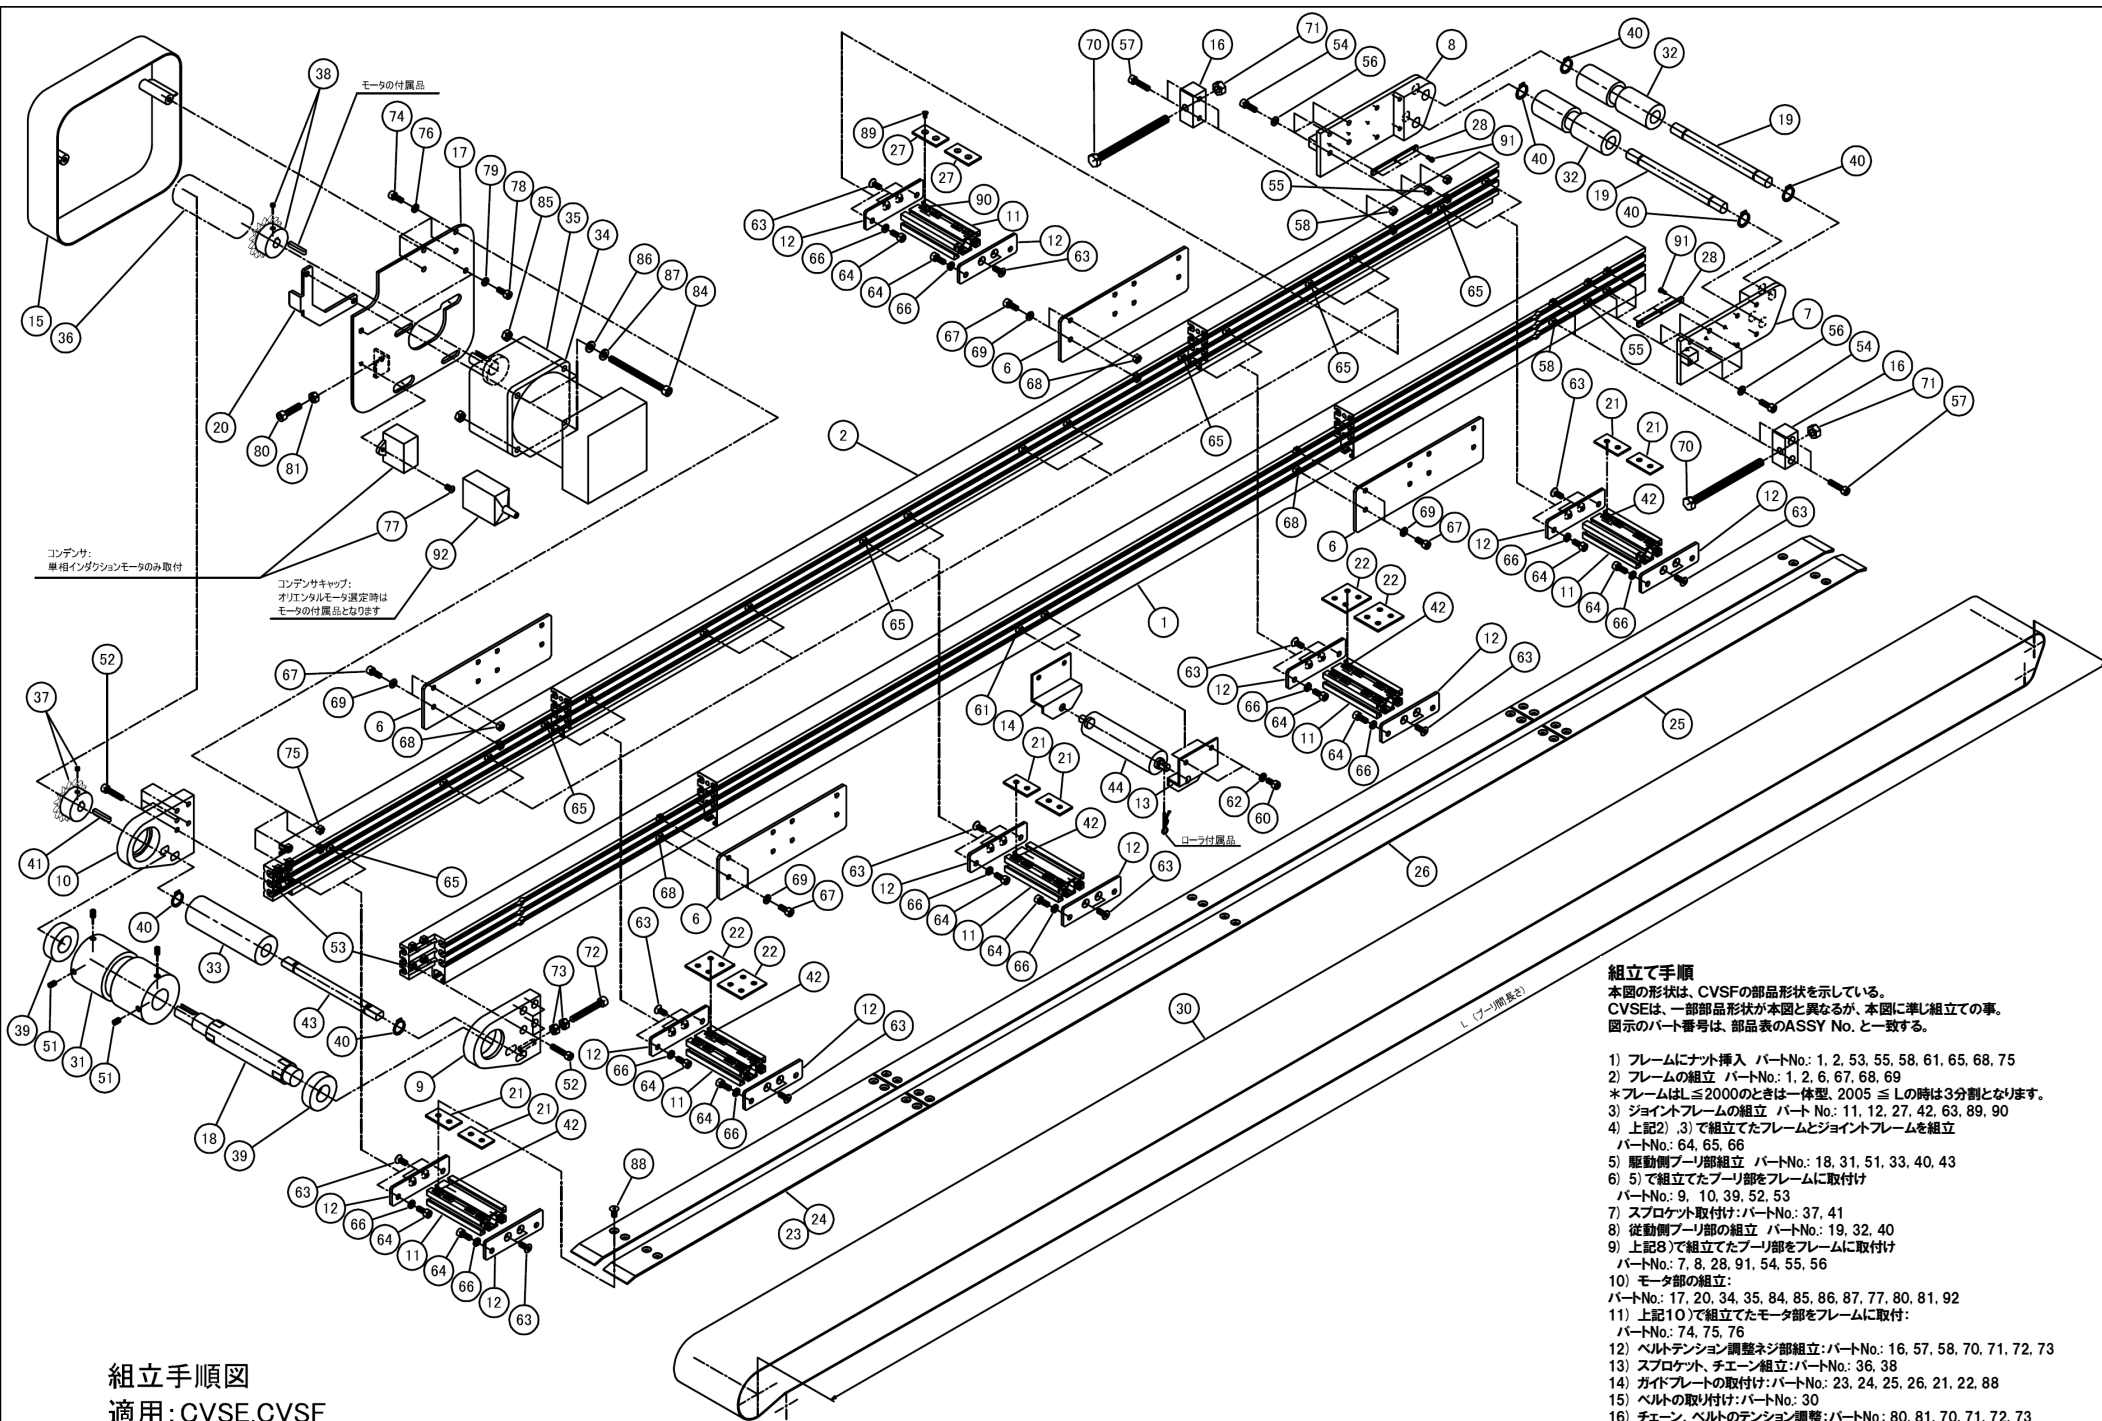 モータの付属品
コンデンサ:
単相インダクションモータのみ取付
コンデンサキャップ:
オリエンタルモータ選定時は
モータの付属品となります
ローラ付属品
L (プーリ間長さ)
組立て手順
本図の形状は、CVSFの部品形状を示している。
CVSEは、一部部品形状が本図と異なるが、本図に準じ組立ての事。
図示のパート番号は、部品表のASSY No. と一致する。
1) フレームにナット挿入 パートNo.: 1, 2, 53, 55, 58, 61, 65, 68, 75
2) フレームの組立 パートNo.: 1, 2, 6, 67, 68, 69
*フレームはL≦2000のときは一体型、2005 ≦ Lの時は3分割となります。
3) ジョイントフレームの組立 パート No.: 11, 12, 27, 42, 63, 89, 90
4) 上記2) ,3)で組立てたフレームとジョイントフレームを組立
パートNo.: 64, 65, 66
5) 駆動側プーリ部組立 パートNo.: 18, 31, 51, 33, 40, 43
6) 5)で組立てたプーリ部をフレームに取付け
パートNo.: 9, 10, 39, 52, 53
7) スプロケット取付け:パートNo.: 37, 41
8) 従動側プーリ部の組立 パートNo.: 19, 32, 40
9) 上記8)で組立てたプーリ部をフレームに取付け
パートNo.: 7, 8, 28, 91, 54, 55, 56
10) モータ部の組立:
パートNo.: 17, 20, 34, 35, 84, 85, 86, 87, 77, 80, 81, 92
11) 上記10)で組立てたモータ部をフレームに取付:
パートNo.: 74, 75, 76
12) ベルトテンション調整ネジ部組立:パートNo.: 16, 57, 58, 70, 71, 72, 73
13) スプロケット、チエーン組立:パートNo.: 36, 38
14) ガイドプレートの取付け:パートNo.: 23, 24, 25, 26, 21, 22, 88
15) ベルトの取り付け:パートNo.: 30
16) チェーン、ベルトのテンション調整:パートNo.: 80, 81, 70, 71, 72, 73
組立手順図
適用:CVSE,CVSF